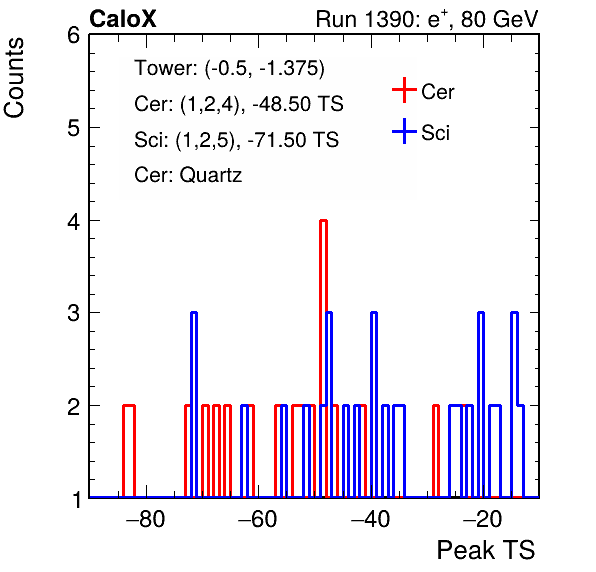 CaloX Run 1390: e⁺, 80 GeV
Counts
6
5
4
3
2
1
Tower: (-0.5, -1.375)
Cer: (1,2,4), -48.50 TS
Sci: (1,2,5), -71.50 TS
Cer: Quartz
Cer
Sci
−80 −60 −40 −20
Peak TS